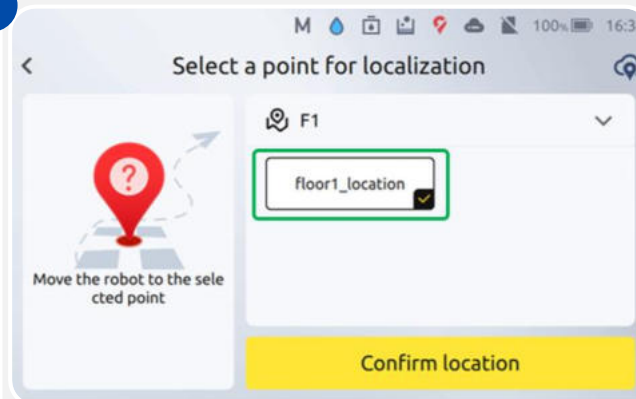 M 100% 16:3
Select a point for localization
F1
floor1_location
?
Move the robot to the sele
cted point
Confirm location